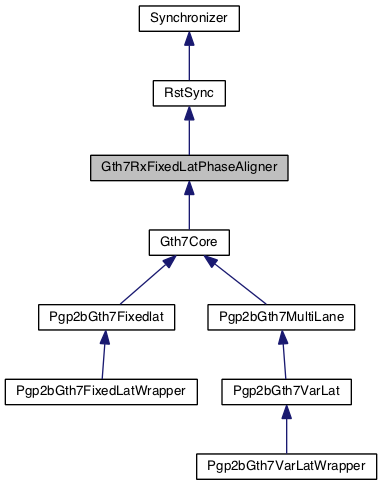 Synchronizer
RstSync
Gth7RxFixedLatPhaseAligner
Gth7Core
Pgp2bGth7Fixedlat
Pgp2bGth7MultiLane
Pgp2bGth7FixedLatWrapper
Pgp2bGth7VarLat
Pgp2bGth7VarLatWrapper